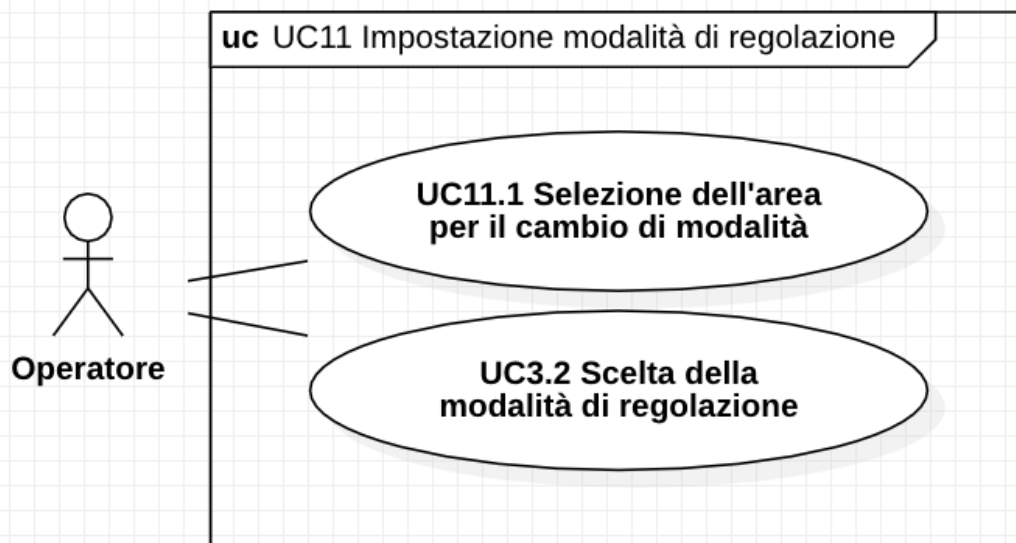 uc UC11 Impostazione modalità di regolazione
UC11.1 Selezione dell'area
per il cambio di modalità
Operatore
UC3.2 Scelta della
modalità di regolazione